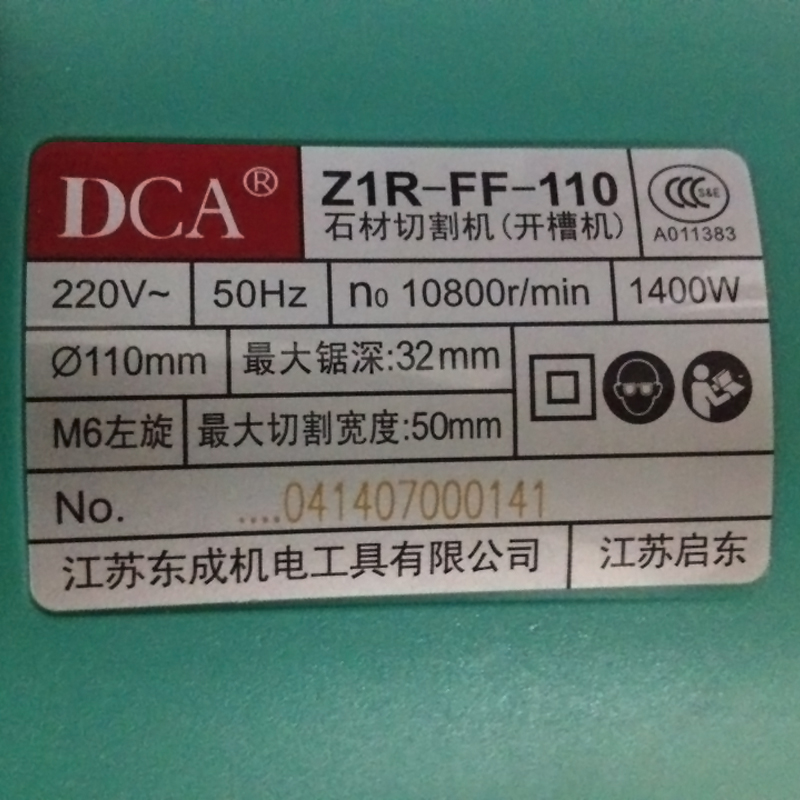 DCA® Z1R-FF-110
石材切割机(开槽机)
CCC S&E
A011383
220V~ 50Hz n₀ 10800r/min 1400W
Ø110mm 最大锯深:32mm
M6左旋 最大切割宽度:50mm
No. ....041407000141
江苏东成机电工具有限公司 江苏启东